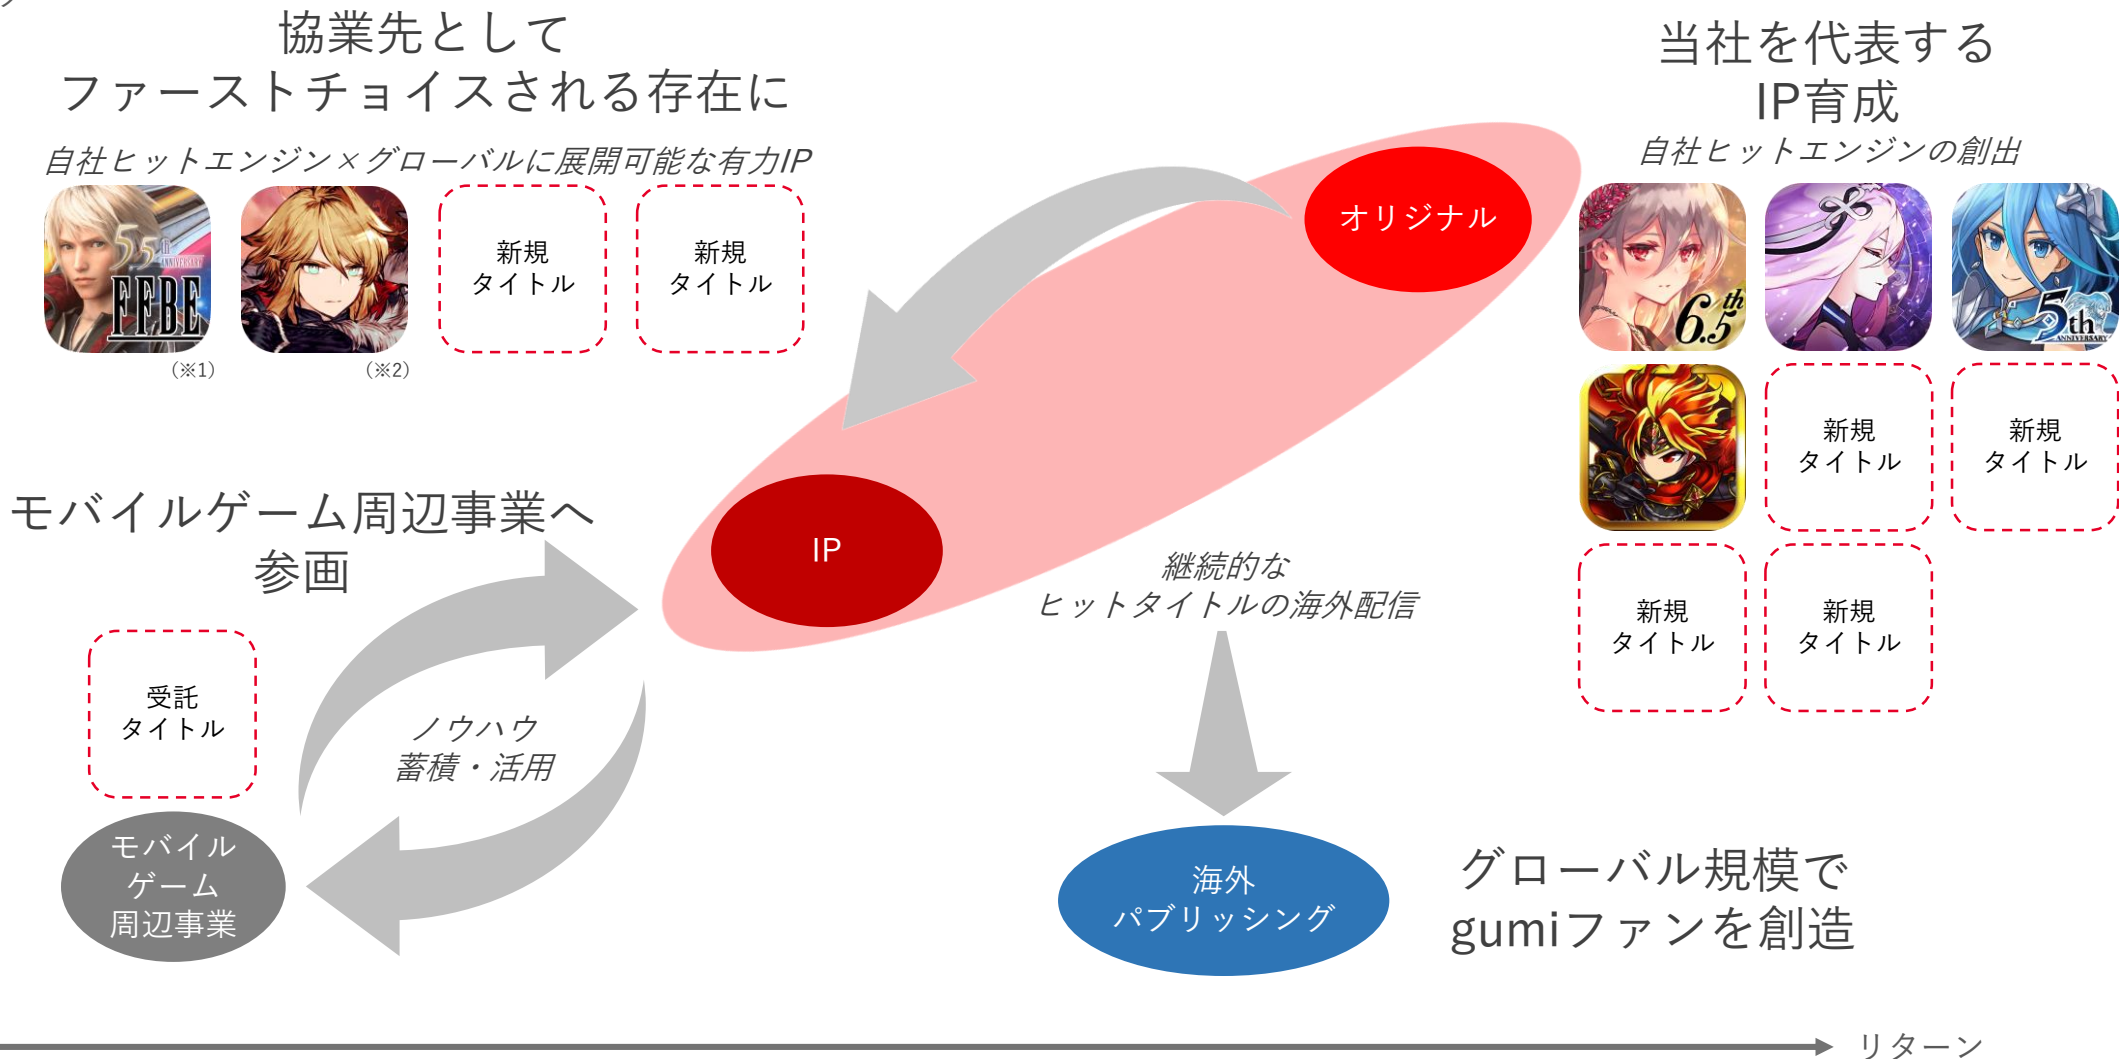 協業先として
ファーストチョイスされる存在に
自社ヒットエンジン×グローバルに展開可能な有力IP
5.5th
ANNIVERSARY
FFBE
新規
タイトル
新規
タイトル
(※1)
(※2)
当社を代表する
IP育成
自社ヒットエンジンの創出
6.5th
5th
ANNIVERSARY
新規
タイトル
新規
タイトル
新規
タイトル
新規
タイトル
オリジナル
IP
モバイルゲーム周辺事業へ
参画
受託
タイトル
ノウハウ
蓄積・活用
モバイル
ゲーム
周辺事業
継続的な
ヒットタイトルの海外配信
海外
パブリッシング
グローバル規模で
gumiファンを創造
リターン